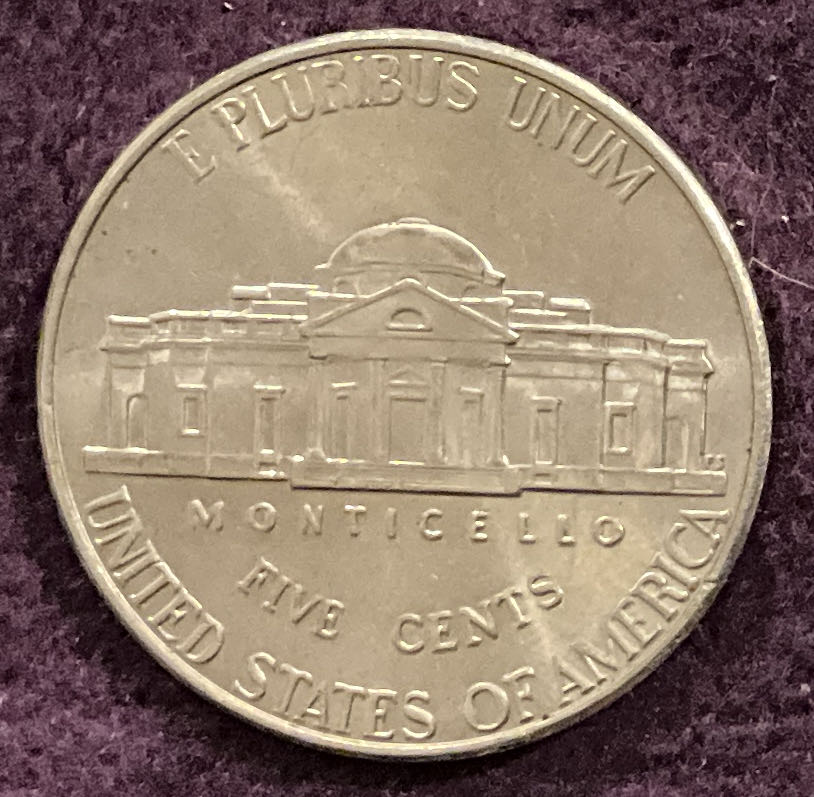 E PLURIBUS UNUM
MONTICELLO
FIVE CENTS
UNITED STATES OF AMERICA